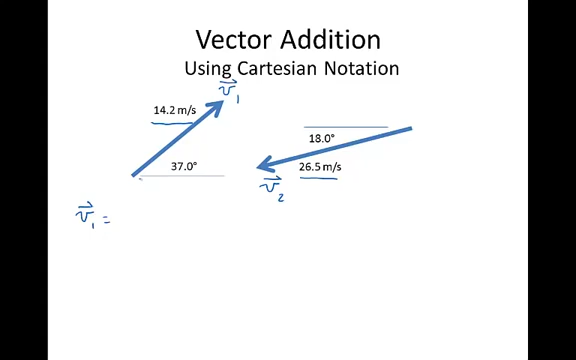 Vector Addition
Using Cartesian Notation
v⃗₁
14.2 m/s
18.0°
37.0°
26.5 m/s
v⃗₂
v⃗₁ =